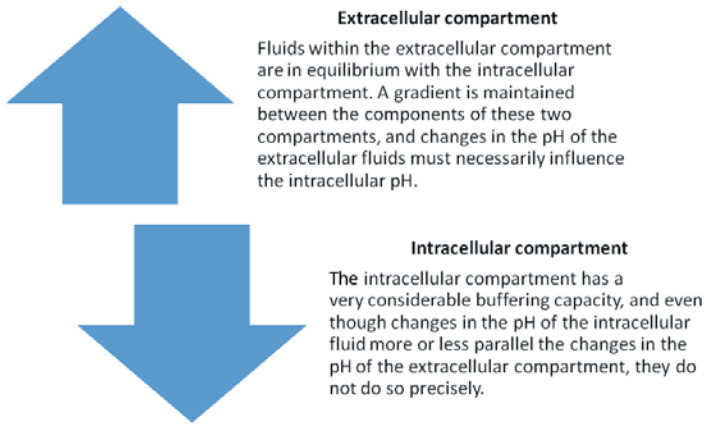 Extracellular compartment
Fluids within the extracellular compartment
are in equilibrium with the intracellular
compartment. A gradient is maintained
between the components of these two
compartments, and changes in the pH of the
extracellular fluids must necessarily influence
the intracellular pH.
Intracellular compartment
The intracellular compartment has a
very considerable buffering capacity, and even
though changes in the pH of the intracellular
fluid more or less parallel the changes in the
pH of the extracellular compartment, they do
not do so precisely.